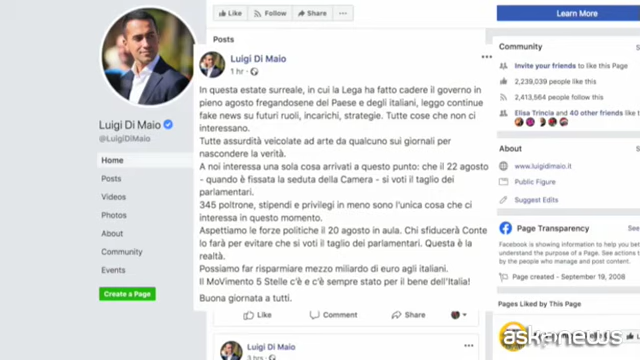 Like Follow Share ...
Learn More
Posts
Luigi Di Maio
1 hr ·
In questa estate surreale, in cui la Lega ha fatto cadere il governo in
pieno agosto fregandosene del Paese e degli italiani, leggo continue
fake news su futuri ruoli, incarichi, strategie. Tutte cose che non ci
interessano.
Tutte assurdità veicolate ad arte da qualcuno sui giornali per
nascondere la verità.
A noi interessa una sola cosa arrivati a questo punto: che il 22 agosto
- quando è fissata la seduta della Camera - si voti il taglio dei
parlamentari.
345 poltrone, stipendi e privilegi in meno sono l'unica cosa che ci
interessa in questo momento.
Aspettiamo le forze politiche il 20 agosto in aula. Chi sfiducerà Conte
lo farà per evitare che si voti il taglio dei parlamentari. Questa è la
realtà.
Possiamo far risparmiare mezzo miliardo di euro agli italiani.
Il MoVimento 5 Stelle c'è e c'è sempre stato per il bene dell'Italia!
Buona giornata a tutti.
Like Comment Share
Luigi Di Maio
3 hrs ·
Luigi Di Maio
@LuigiDiMaio
Home
Posts
Videos
Photos
About
Community
Events
Create a Page
Community See
Invite your friends to like this Page
2,239,039 people like this
2,413,564 people follow this
Elisa Trincia and 40 other friends
About
www.luigidimaio.it
Public Figure
Suggest Edits
Page Transparency See
Facebook is showing information to help you
understand the purpose of a Page. See actions
by the people who manage and post content.
Page created - September 19, 2008
Pages Liked by This Page
askanews